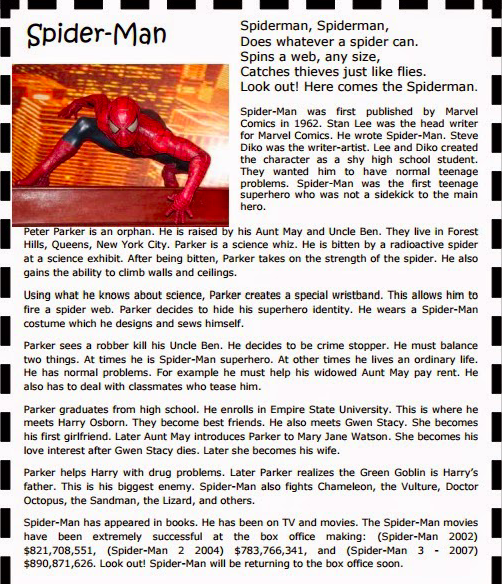 Spider-Man
Spiderman, Spiderman,
Does whatever a spider can.
Spins a web, any size,
Catches thieves just like flies.
Look out! Here comes the Spiderman.
Spider-Man was first published by Marvel
Comics in 1962. Stan Lee was the head writer
for Marvel Comics. He wrote Spider-Man. Steve
Diko was the writer-artist. Lee and Diko created
the character as a shy high school student.
They wanted him to have normal teenage
problems. Spider-Man was the first teenage
superhero who was not a sidekick to the main
hero.
Peter Parker is an orphan. He is raised by his Aunt May and Uncle Ben. They live in Forest
Hills, Queens, New York City. Parker is a science whiz. He is bitten by a radioactive spider
at a science exhibit. After being bitten, Parker takes on the strength of the spider. He also
gains the ability to climb walls and ceilings.
Using what he knows about science, Parker creates a special wristband. This allows him to
fire a spider web. Parker decides to hide his superhero identity. He wears a Spider-Man
costume which he designs and sews himself.
Parker sees a robber kill his Uncle Ben. He decides to be crime stopper. He must balance
two things. At times he is Spider-Man superhero. At other times he lives an ordinary life.
He has normal problems. For example he must help his widowed Aunt May pay rent. He
also has to deal with classmates who tease him.
Parker graduates from high school. He enrolls in Empire State University. This is where he
meets Harry Osborn. They become best friends. He also meets Gwen Stacy. She becomes
his first girlfriend. Later Aunt May introduces Parker to Mary Jane Watson. She becomes his
love interest after Gwen Stacy dies. Later she becomes his wife.
Parker helps Harry with drug problems. Later Parker realizes the Green Goblin is Harry's
father. This is his biggest enemy. Spider-Man also fights Chameleon, the Vulture, Doctor
Octopus, the Sandman, the Lizard, and others.
Spider-Man has appeared in books. He has been on TV and movies. The Spider-Man movies
have been extremely successful at the box office making: (Spider-Man 2002)
$821,708,551, (Spider-Man 2 2004) $783,766,341, and (Spider-Man 3 - 2007)
$890,871,626. Look out! Spider-Man will be returning to the box office soon.